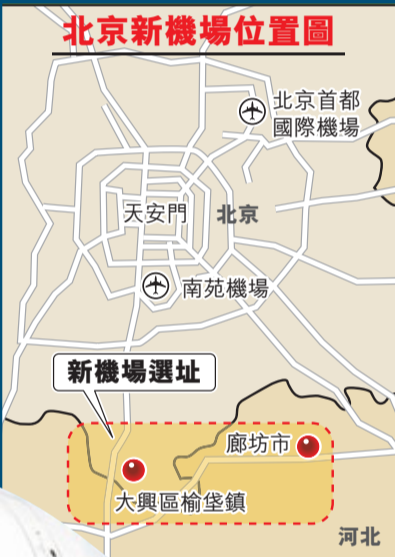 北京新機場位置圖
北京首都
國際機場
天安門
北京
南苑機場
新機場選址
廊坊市
大興區榆垡鎮
河北